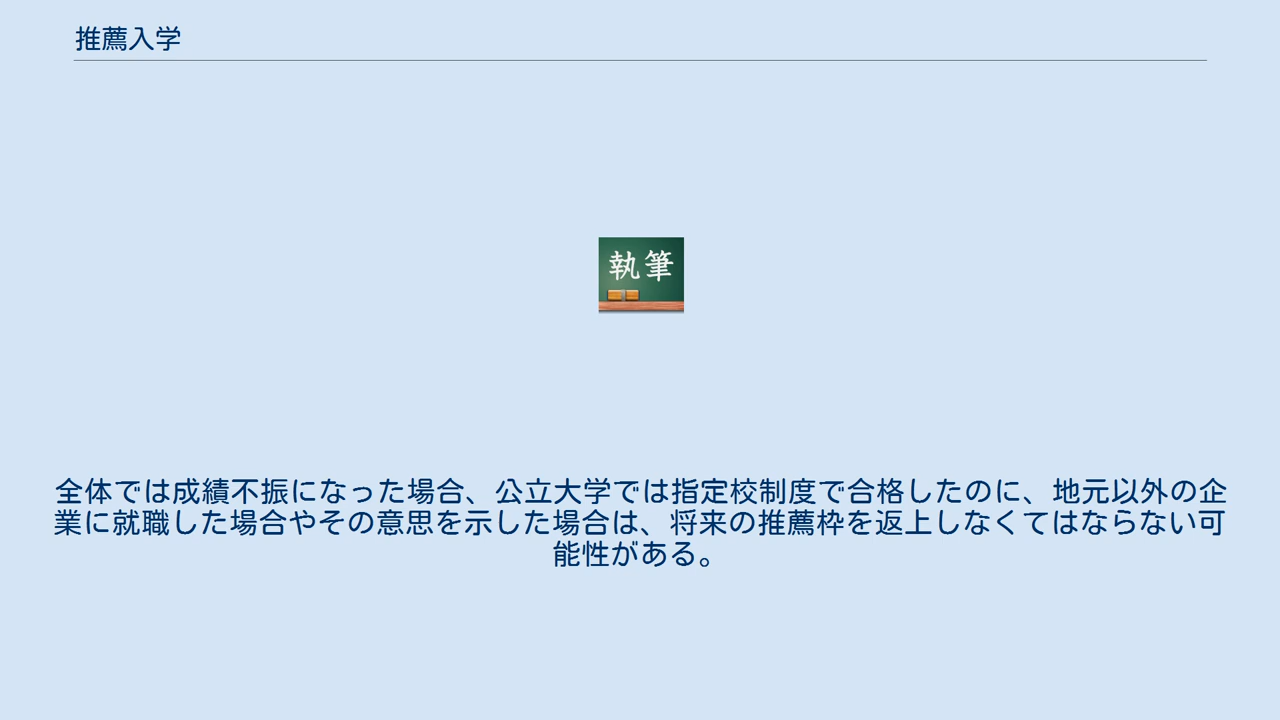 推薦入学
執筆
全体では成績不振になった場合、公立大学では指定校制度で合格したのに、地元以外の企
業に就職した場合やその意思を示した場合は、将来の推薦枠を返上しなくてはならない可
能性がある。